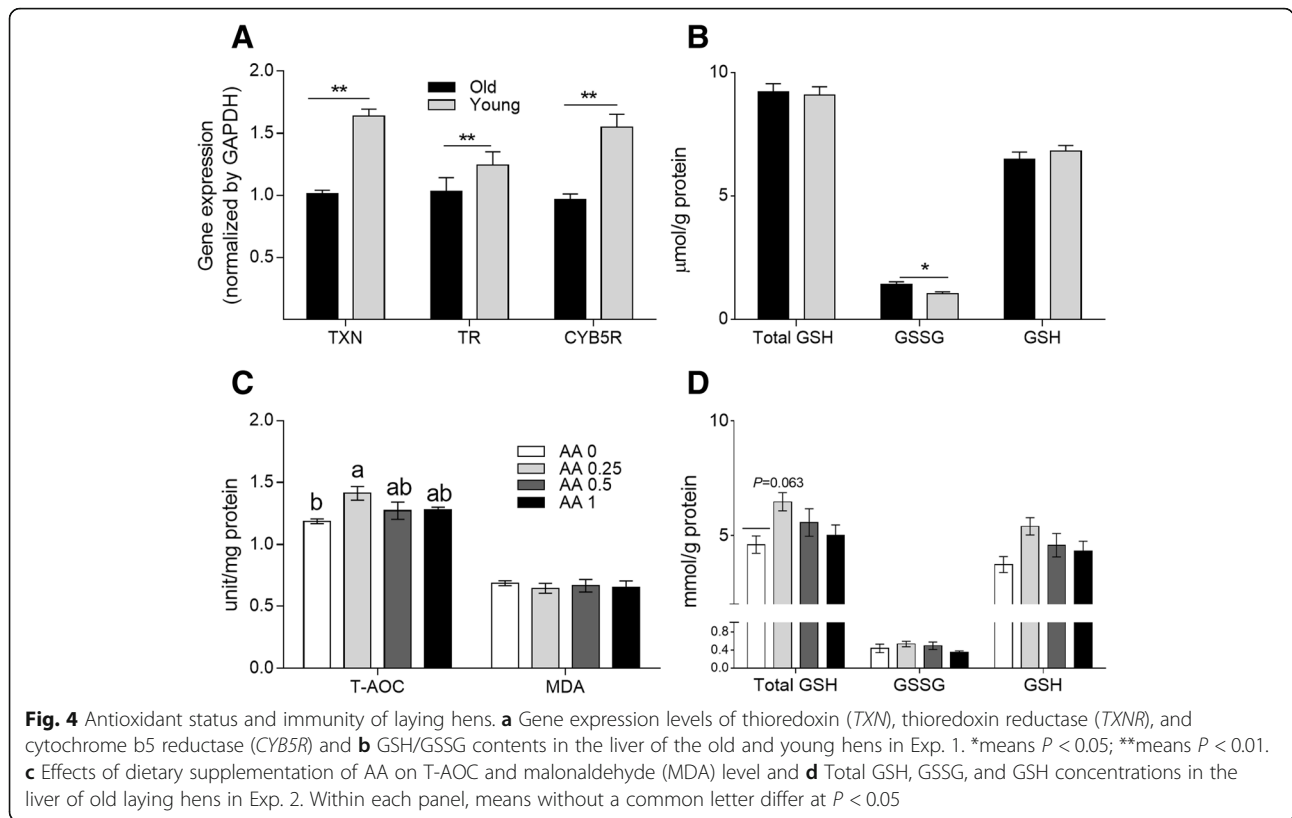 A
Gene expression
(normalized by GAPDH)
2.0
1.5
1.0
0.5
Old
Young
**
**
**
TXN TR CYB5R
B
μmol/g protein
10
5
0
*
Total GSH GSSG GSH
C
unit/mg protein
2.0
1.5
1.0
0.5
0.0
AA 0
AA 0.25
AA 0.5
AA 1
b a ab ab
T-AOC MDA
D
mmol/g protein
10
5
0.8
0.4
0.0
P=0.063
Total GSH GSSG GSH
Fig. 4 Antioxidant status and immunity of laying hens. a Gene expression levels of thioredoxin (TXN), thioredoxin reductase (TXNR), and
cytochrome b5 reductase (CYB5R) and b GSH/GSSG contents in the liver of the old and young hens in Exp. 1. *means P < 0.05; **means P < 0.01.
c Effects of dietary supplementation of AA on T-AOC and malonaldehyde (MDA) level and d Total GSH, GSSG, and GSH concentrations in the
liver of old laying hens in Exp. 2. Within each panel, means without a common letter differ at P < 0.05